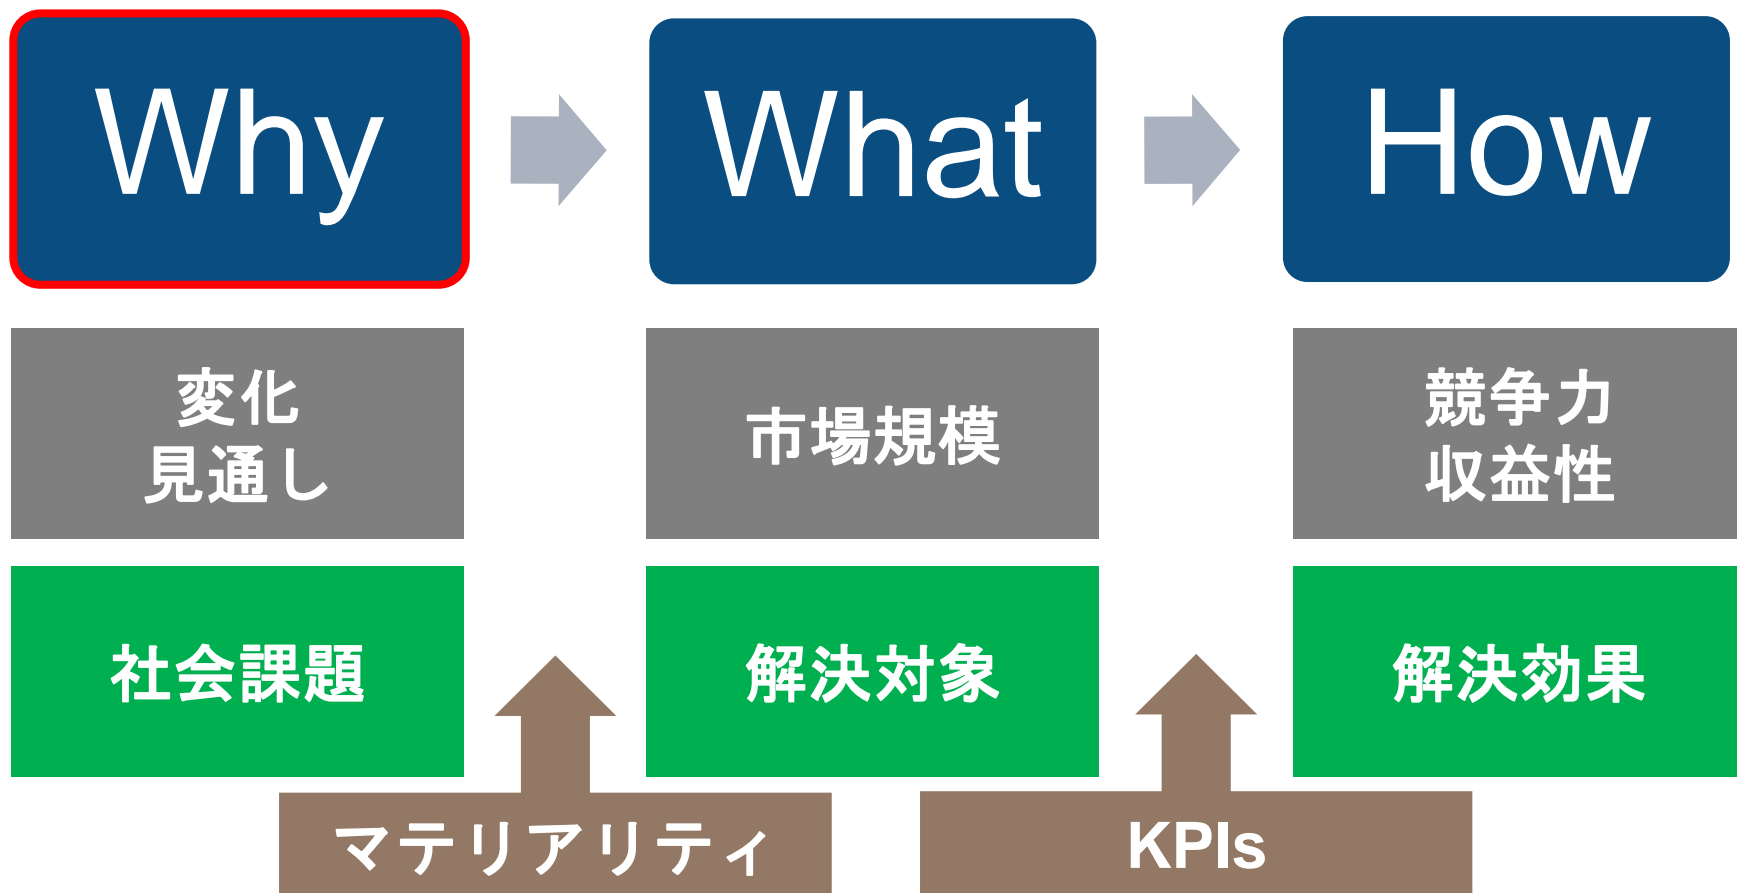 Why
What
How
変化
見通し
市場規模
競争力
収益性
社会課題
解決対象
解決効果
マテリアリティ
KPIs